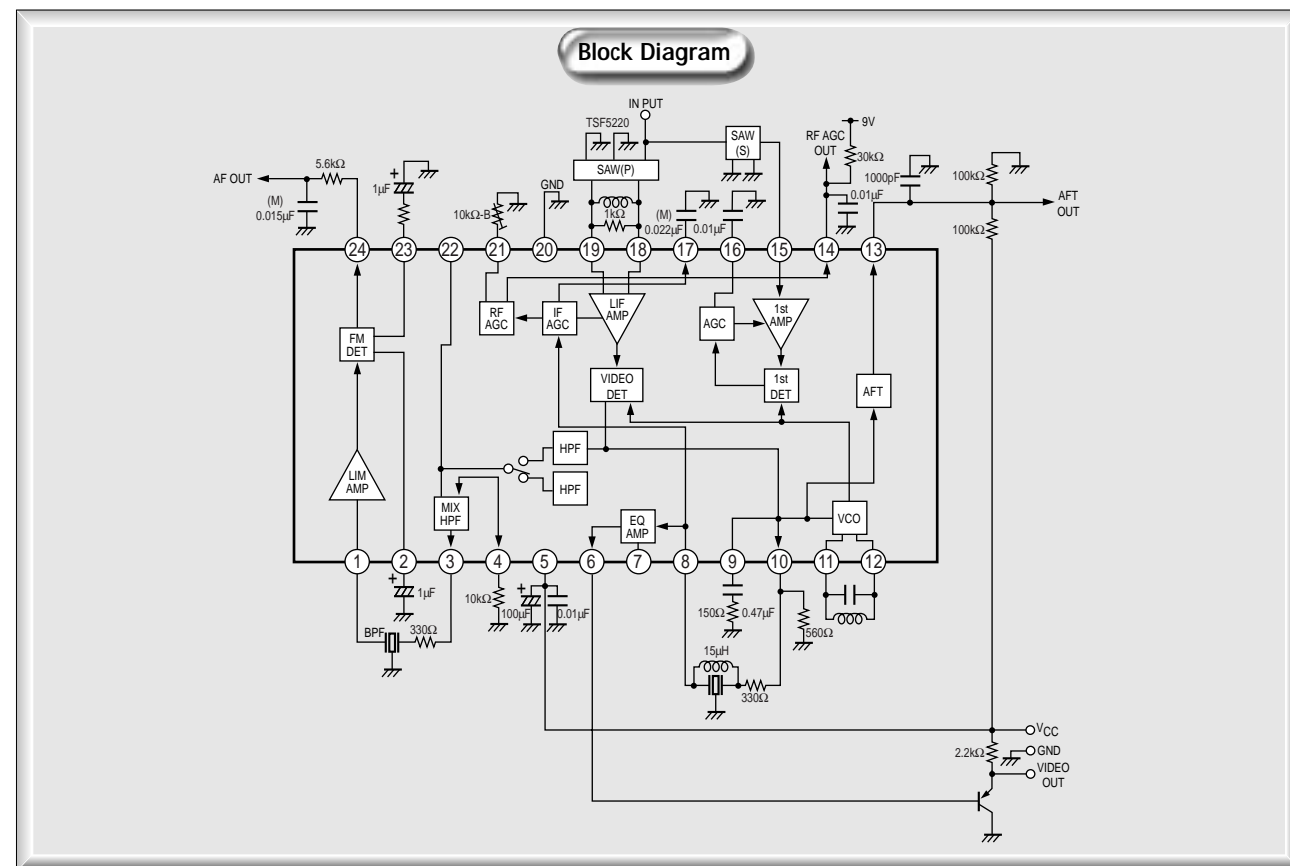 Block Diagram
IN PUT
TSF5220
SAW
(S)
SAW(P)
9V
RF AGC
OUT
30kΩ
1000pF
0.01µF
100kΩ
AFT
OUT
100kΩ
5.6kΩ
AF OUT
(M)
0.015µF
1µF
10kΩ-B
GND
1kΩ
(M)
0.022µF
0.01µF
24
23
22
21
20
19
18
17
16
15
14
13
RF
AGC
IF
AGC
LIF
AMP
AGC
1st
AMP
FM
DET
VIDEO
DET
1st
DET
AFT
HPF
HPF
LIM
AMP
MIX
HPF
EQ
AMP
VCO
1
2
3
4
5
6
7
8
9
10
11
12
1µF
10kΩ
100µF
0.01µF
150Ω
0.47µF
560Ω
BPF
330Ω
15µH
330Ω
VCC
2.2kΩ
GND
VIDEO
OUT